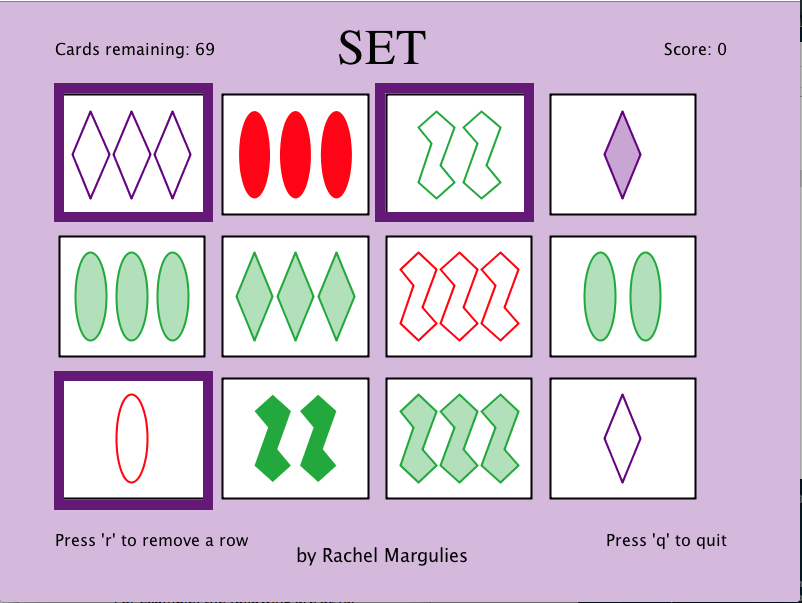 Cards remaining: 69
SET
Score: 0
Press 'r' to remove a row
by Rachel Margulies
Press 'q' to quit